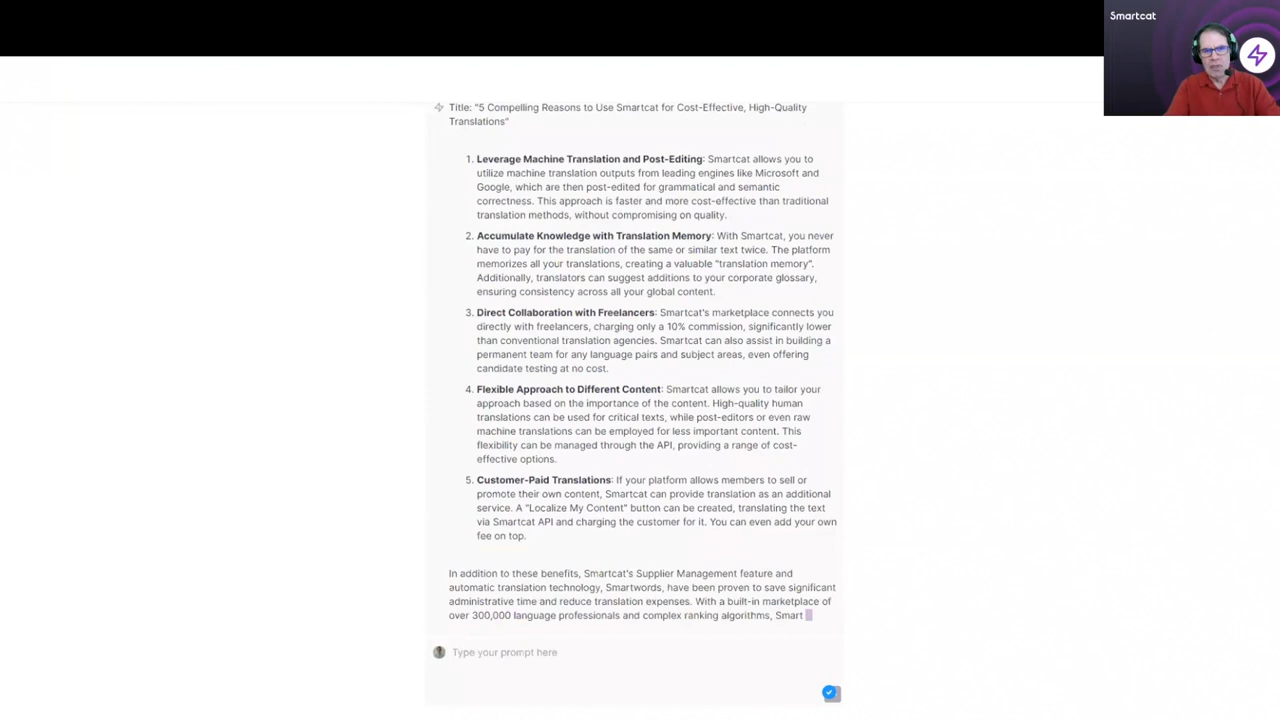 Smartcat
Title: "5 Compelling Reasons to Use Smartcat for Cost-Effective, High-Quality
Translations"
1. Leverage Machine Translation and Post-Editing: Smartcat allows you to
utilize machine translation outputs from leading engines like Microsoft and
Google, which are then post-edited for grammatical and semantic
correctness. This approach is faster and more cost-effective than traditional
translation methods, without compromising on quality.
2. Accumulate Knowledge with Translation Memory: With Smartcat, you never
have to pay for the translation of the same or similar text twice. The platform
memorizes all your translations, creating a valuable "translation memory".
Additionally, translators can suggest additions to your corporate glossary,
ensuring consistency across all your global content.
3. Direct Collaboration with Freelancers: Smartcat's marketplace connects you
directly with freelancers, charging only a 10% commission, significantly lower
than conventional translation agencies. Smartcat can also assist in building a
permanent team for any language pairs and subject areas, even offering
candidate testing at no cost.
4. Flexible Approach to Different Content: Smartcat allows you to tailor your
approach based on the importance of the content. High-quality human
translations can be used for critical texts, while post-editors or even raw
machine translations can be employed for less important content. This
flexibility can be managed through the API, providing a range of cost-
effective options.
5. Customer-Paid Translations: If your platform allows members to sell or
promote their own content, Smartcat can provide translation as an additional
service. A "Localize My Content" button can be created, translating the text
via Smartcat API and charging the customer for it. You can even add your own
fee on top.
In addition to these benefits, Smartcat's Supplier Management feature and
automatic translation technology, Smartwords, have been proven to save significant
administrative time and reduce translation expenses. With a built-in marketplace of
over 300,000 language professionals and complex ranking algorithms, Smart
Type your prompt here